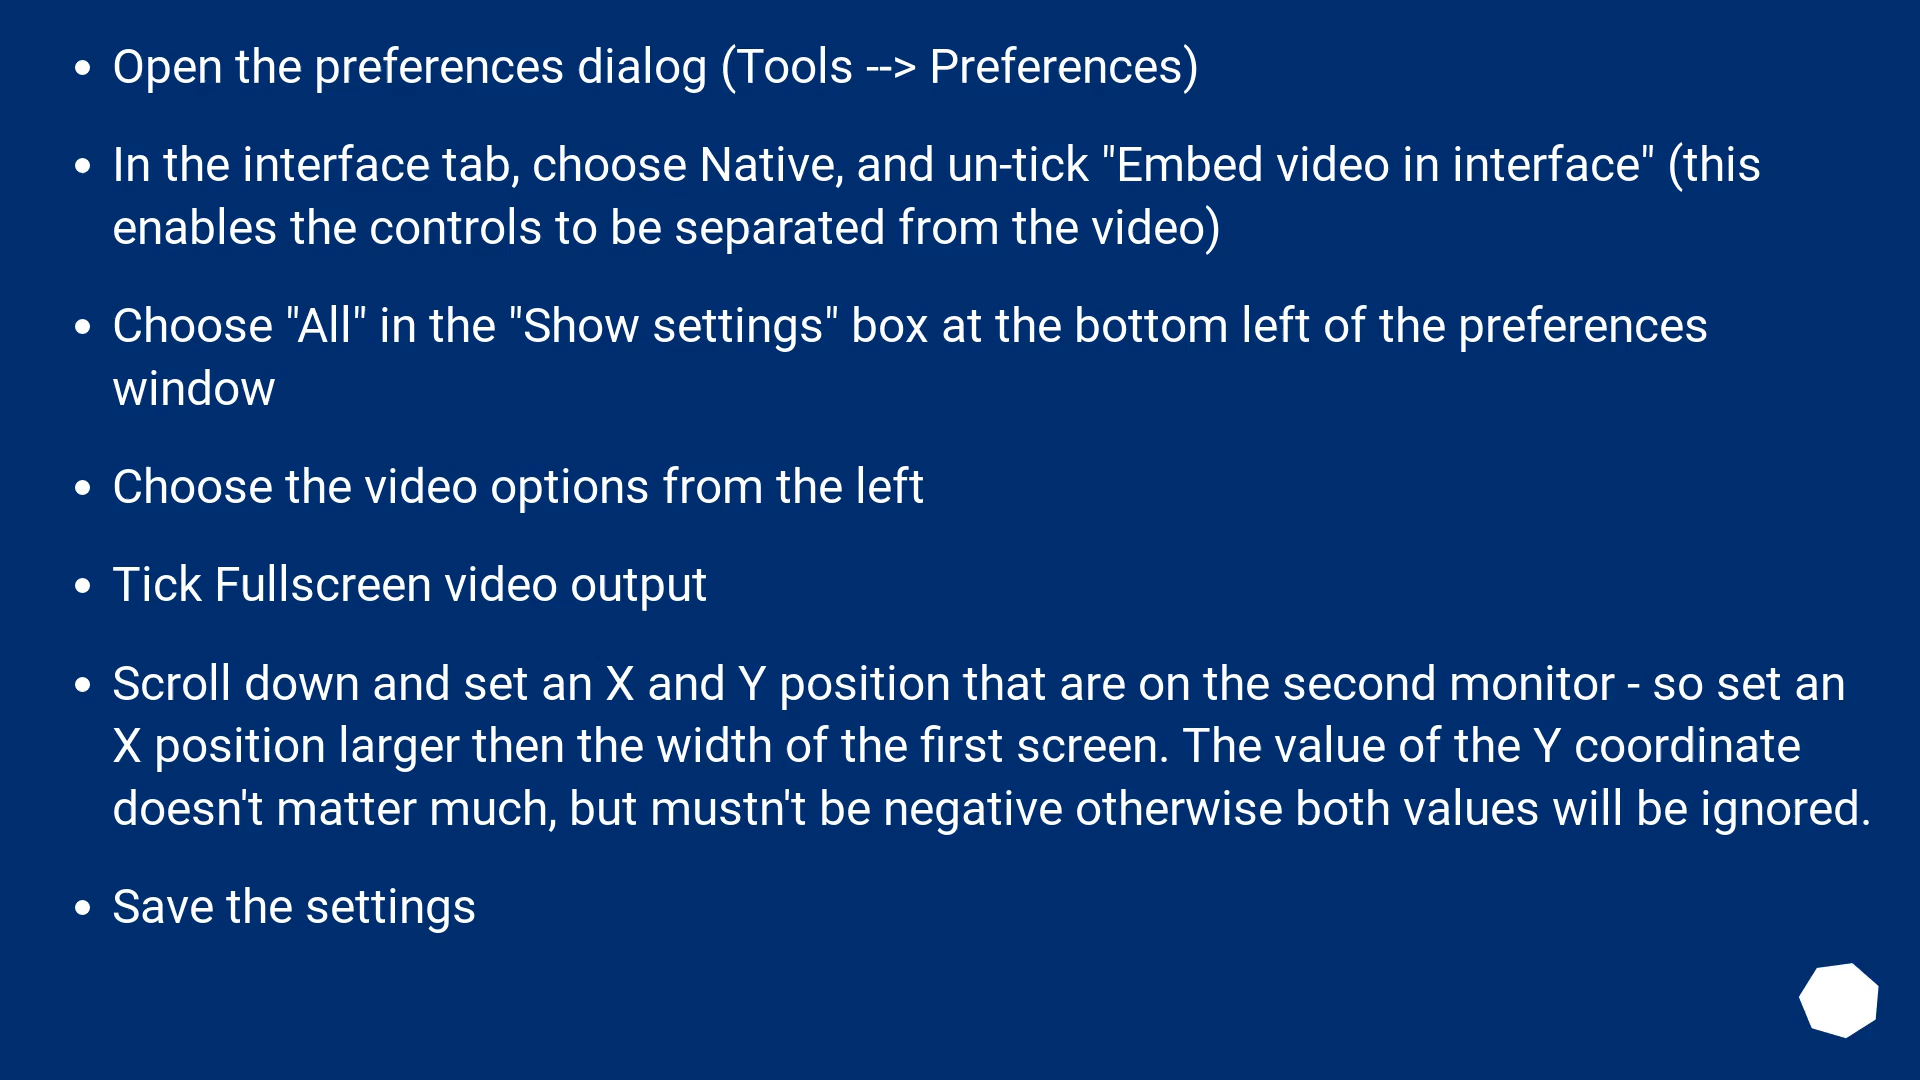 • Open the preferences dialog (Tools --> Preferences)
• In the interface tab, choose Native, and un-tick "Embed video in interface" (this
enables the controls to be separated from the video)
• Choose "All" in the "Show settings" box at the bottom left of the preferences
window
• Choose the video options from the left
• Tick Fullscreen video output
• Scroll down and set an X and Y position that are on the second monitor - so set an
X position larger then the width of the first screen. The value of the Y coordinate
doesn't matter much, but mustn't be negative otherwise both values will be ignored.
• Save the settings